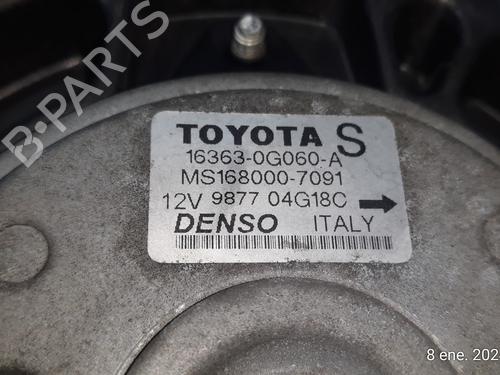 TOYOTA S
16363-0G060-A
MS168000-7091
12V 9877 04G18C
DENSO ITALY
B-PARTS
8 ene. 202